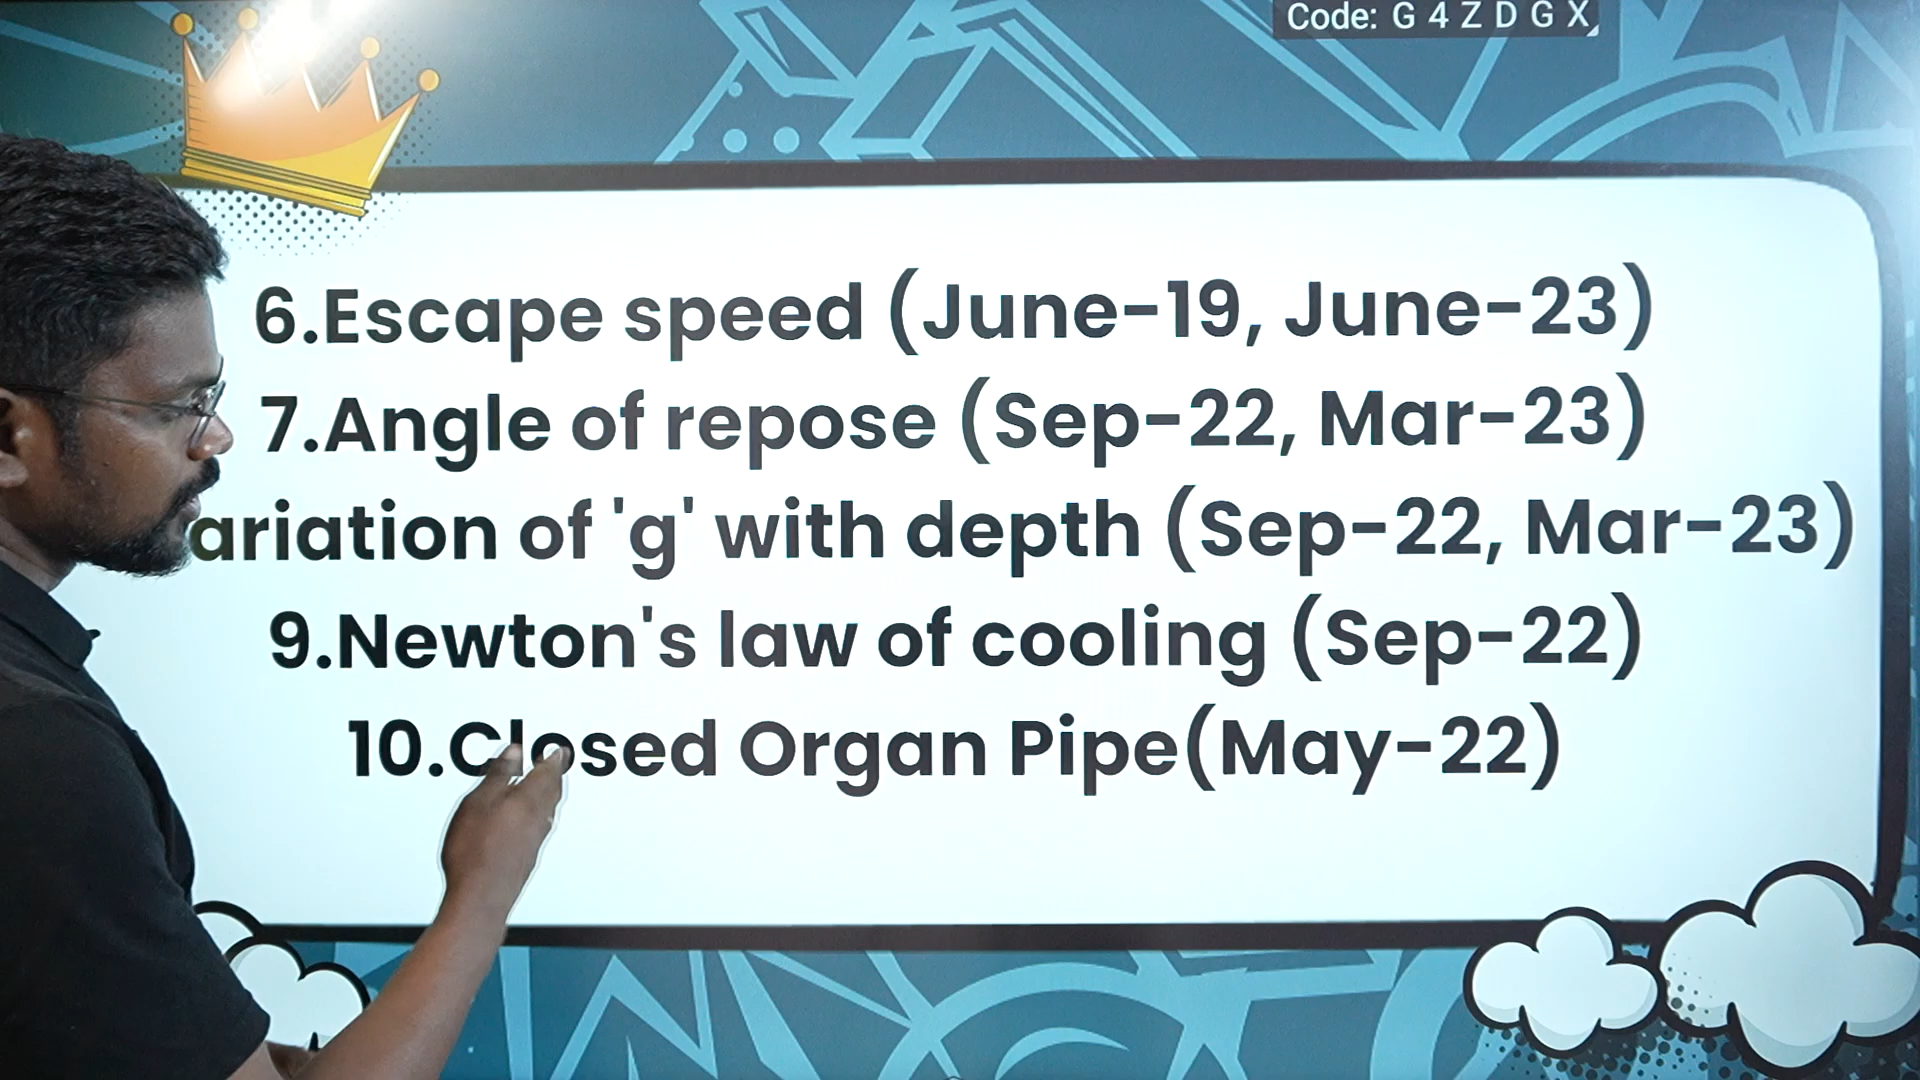 Code: G 4 Z D G X
6.Escape speed (June-19, June-23)
7.Angle of repose (Sep-22, Mar-23)
ariation of 'g' with depth (Sep-22, Mar-23)
9.Newton's law of cooling (Sep-22)
10.Closed Organ Pipe(May-22)